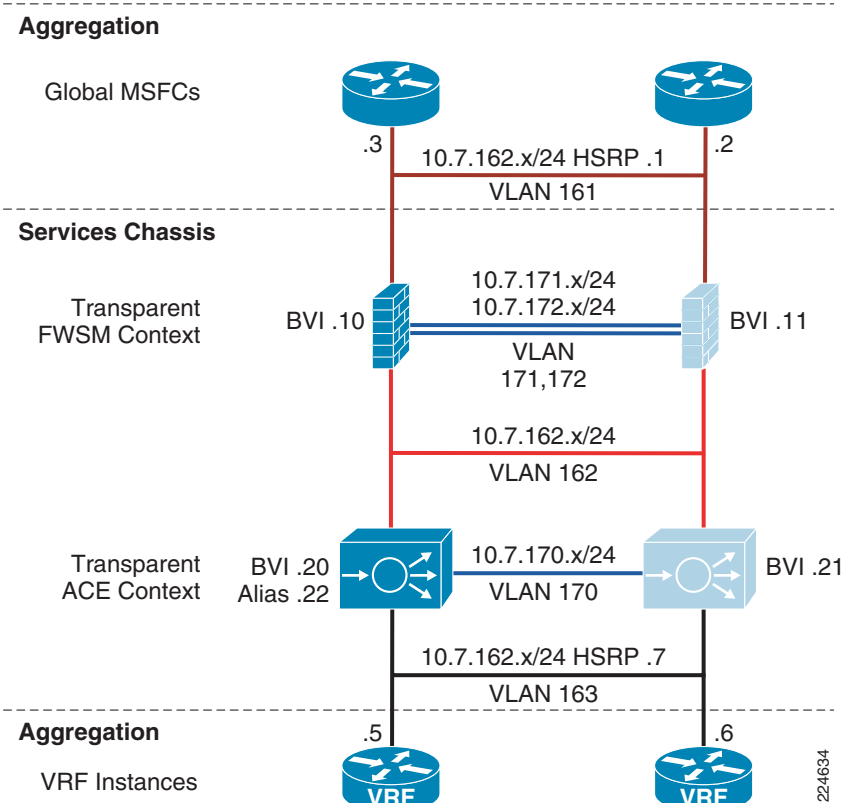 Aggregation
Global MSFCs
.3
.2
10.7.162.x/24 HSRP .1
VLAN 161
Services Chassis
Transparent
FWSM Context
BVI .10
10.7.171.x/24
10.7.172.x/24
VLAN
171,172
BVI .11
10.7.162.x/24
VLAN 162
Transparent
ACE Context
BVI .20
Alias .22
10.7.170.x/24
VLAN 170
BVI .21
10.7.162.x/24 HSRP .7
VLAN 163
Aggregation
.5
.6
VRF Instances
VRF
VRF
224634